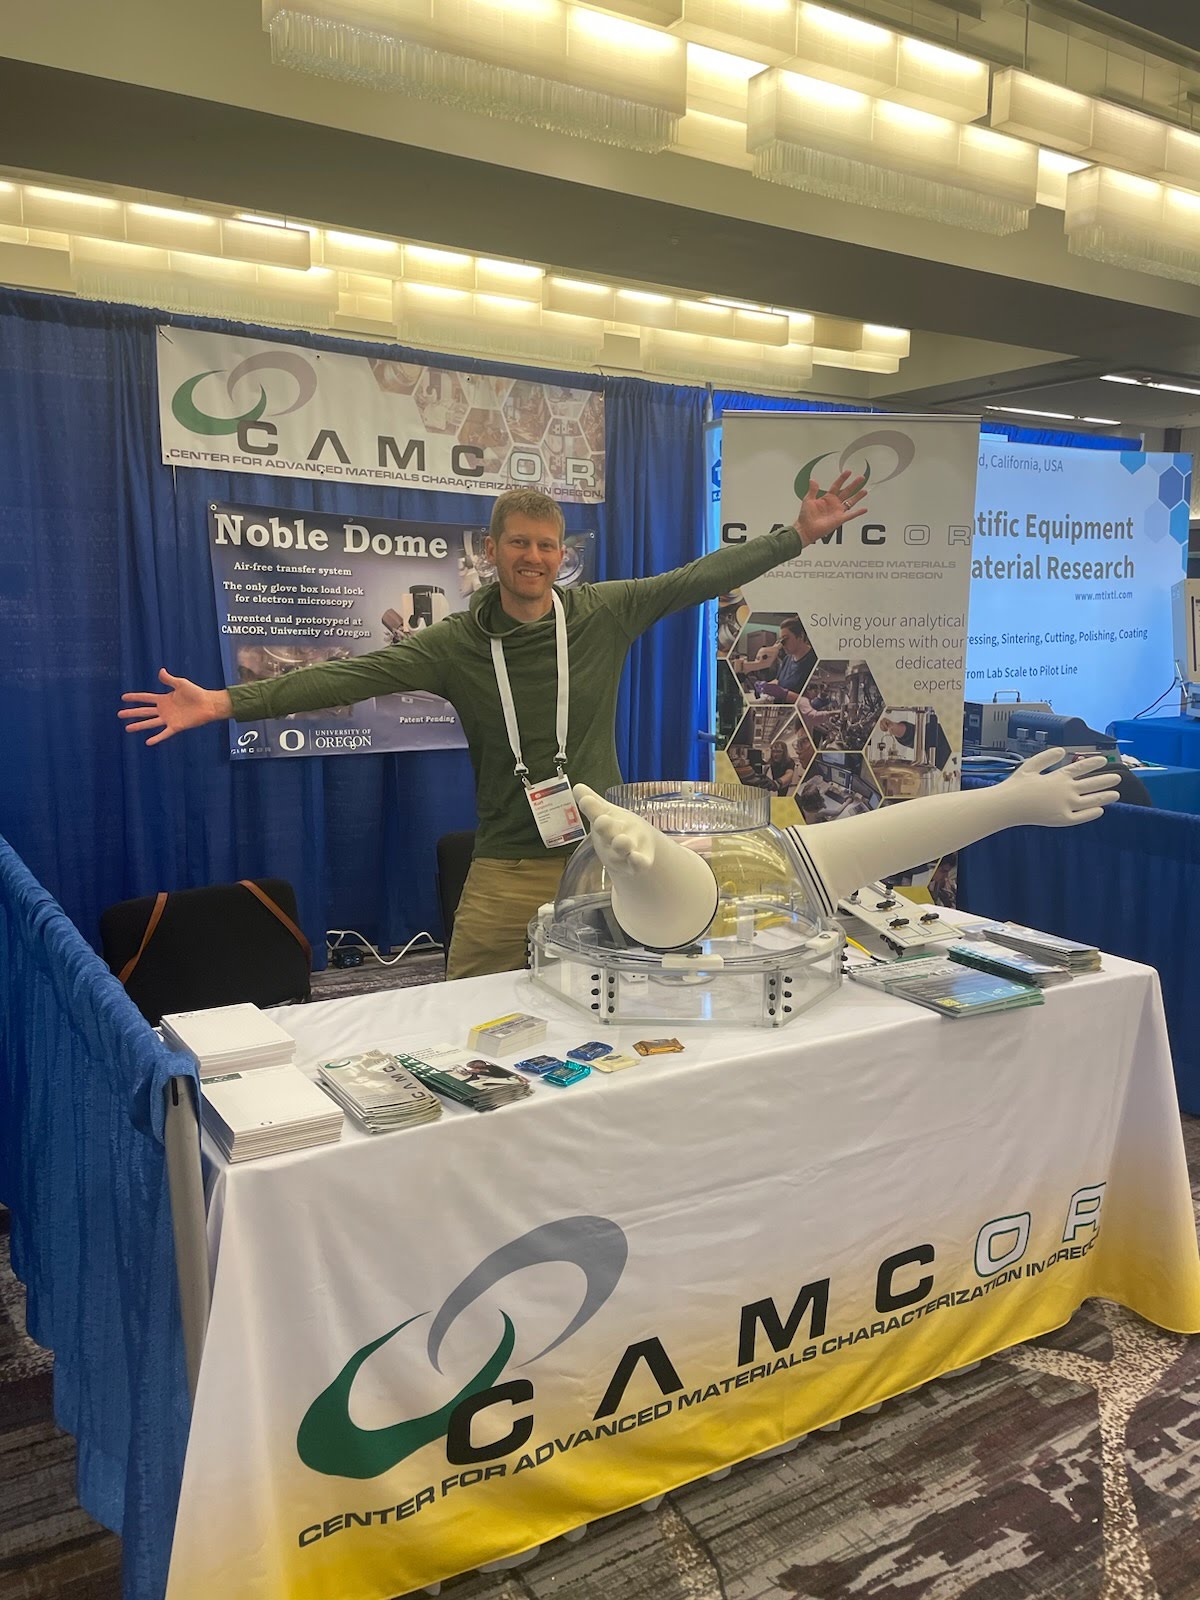 CAMCOR
CENTER FOR ADVANCED MATERIALS CHARACTERIZATION IN OREGON
Noble Dome
Air-free transfer system
The only glove box load lock
for electron microscopy
Invented and prototyped at
CAMCOR, University of Oregon
Patent Pending
CAMCOR
O
UNIVERSITY OF
OREGON
CAMCOR
FOR ADVANCED MATERIALS
CHARACTERIZATION IN OREGON
Solving your analytical
problems with our
dedicated
experts
d, California, USA
tific Equipment
aterial Research
www.mtixtl.com
essing, Sintering, Cutting, Polishing, Coating
rom Lab Scale to Pilot Line
CAMCOR
CENTER FOR ADVANCED MATERIALS CHARACTERIZATION IN OREGO